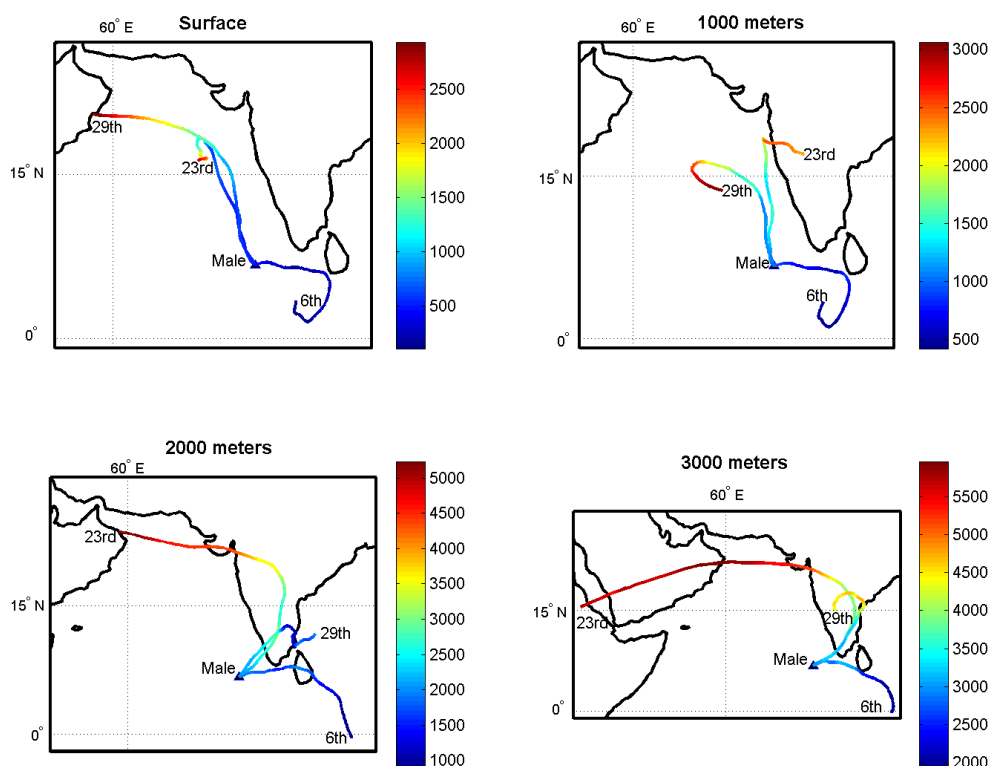 Surface
60° E
29th
23rd
15° N
Male
6th
0°
2500
2000
1500
1000
500
1000 meters
60° E
23rd
29th
15° N
Male
6th
0°
3000
2500
2000
1500
1000
500
2000 meters
60° E
23rd
15° N
29th
Male
6th
0°
5000
4500
4000
3500
3000
2500
2000
1500
1000
3000 meters
60° E
15° N
23rd
29th
Male
6th
0°
5500
5000
4500
4000
3500
3000
2500
2000